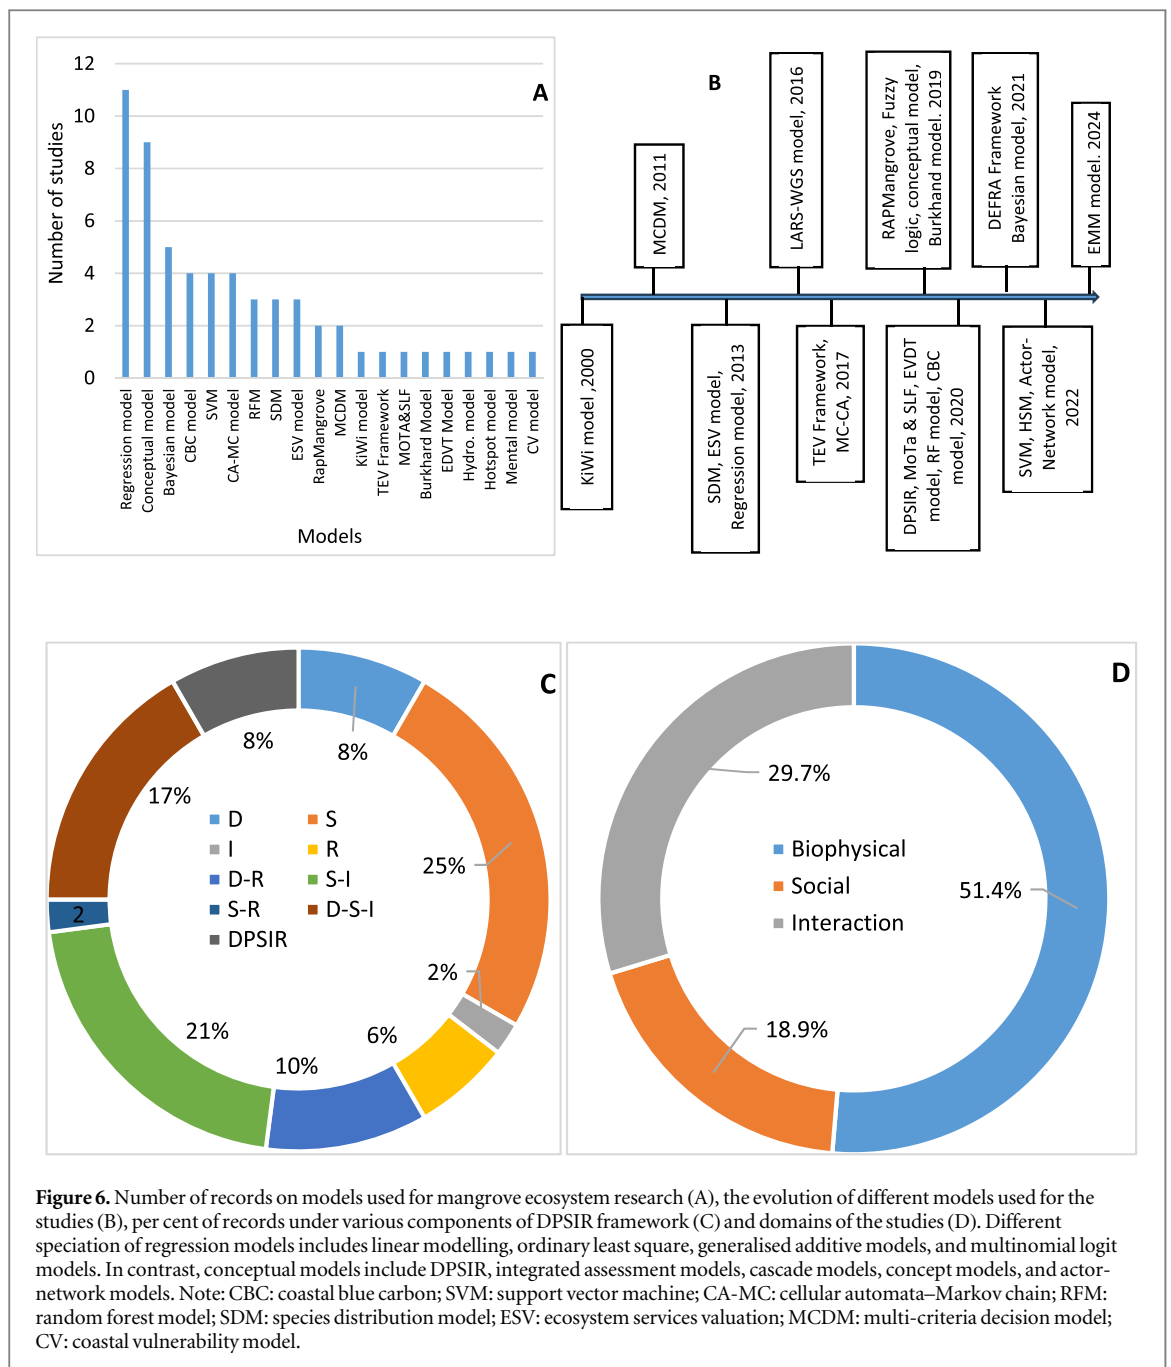 12
10
8
6
4
2
0
Number of studies
A
Regression model
Conceptual model
Bayesian model
CBC model
SVM
CA-MC model
RFM
SDM
ESV model
RapMangrove
MCDM
KiWi model
TEV Framework
MOTA&SLF
Burkhard Model
EDVT Model
Hydro. model
Hotspot model
Mental model
CV model
Models
B
MCDM, 2011
LARS-WGS model, 2016
RAPMangrove, Fuzzy
logic, conceptual model,
Burkhand model. 2019
DEFRA Framework
Bayesian model, 2021
EMM model. 2024
KiWi model ,2000
SDM, ESV model,
Regression model, 2013
TEV Framework,
MC-CA, 2017
DPSIR, MoTa & SLF, EVDT
model, RF model, CBC
model, 2020
SVM, HSM, Actor-
Network model,
2022
C
8%
8%
17%
25%
2
2%
21%
6%
10%
D S
I R
D-R S-I
S-R D-S-I
DPSIR
D
29.7%
51.4%
18.9%
Biophysical
Social
Interaction
Figure 6. Number of records on models used for mangrove ecosystem research (A), the evolution of different models used for the
studies (B), per cent of records under various components of DPSIR framework (C) and domains of the studies (D). Different
speciation of regression models includes linear modelling, ordinary least square, generalised additive models, and multinomial logit
models. In contrast, conceptual models include DPSIR, integrated assessment models, cascade models, concept models, and actor-
network models. Note: CBC: coastal blue carbon; SVM: support vector machine; CA-MC: cellular automata–Markov chain; RFM:
random forest model; SDM: species distribution model; ESV: ecosystem services valuation; MCDM: multi-criteria decision model;
CV: coastal vulnerability model.